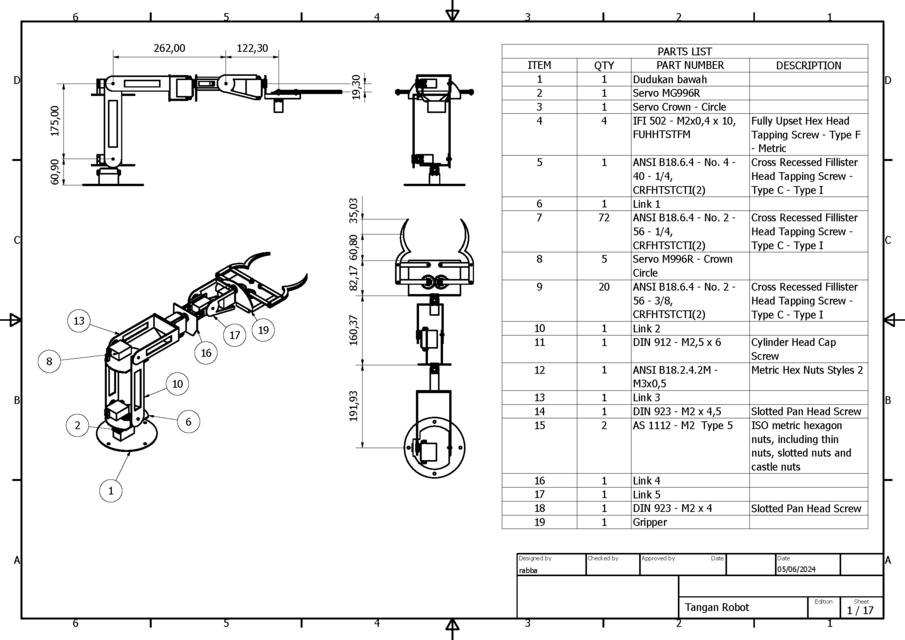 6 5 4 3 2 1
D D
C C
B B
A A
262,00 122,30
175,00
60,90
19,30
35,03
60,80
82,17
160,37
191,93
13
8
2
1
6
10
16
17
19
PARTS LIST
ITEM QTY PART NUMBER DESCRIPTION
1 1 Dudukan bawah
2 1 Servo MG996R
3 1 Servo Crown - Circle
4 4 IFI 502 - M2x0,4 x 10, Fully Upset Hex Head
FUHHTSTFM Tapping Screw - Type F
- Metric
5 1 ANSI B18.6.4 - No. 4 - Cross Recessed Fillister
40 - 1/4, Head Tapping Screw -
CRFHTSTCTI(2) Type C - Type I
6 1 Link 1
7 72 ANSI B18.6.4 - No. 2 - Cross Recessed Fillister
56 - 1/4, Head Tapping Screw -
CRFHTSTCTI(2) Type C - Type I
8 5 Servo M996R - Crown
Circle
9 20 ANSI B18.6.4 - No. 2 - Cross Recessed Fillister
56 - 3/8, Head Tapping Screw -
CRFHTSTCTI(2) Type C - Type I
10 1 Link 2
11 1 DIN 912 - M2,5 x 6 Cylinder Head Cap
Screw
12 1 ANSI B18.2.4.2M - Metric Hex Nuts Styles 2
M3x0,5
13 1 Link 3
14 1 DIN 923 - M2 x 4,5 Slotted Pan Head Screw
15 2 AS 1112 - M2 Type 5 ISO metric hexagon
nuts, including thin
nuts, slotted nuts and
castle nuts
16 1 Link 4
17 1 Link 5
18 1 DIN 923 - M2 x 4 Slotted Pan Head Screw
19 1 Gripper
Designed by Checked by Approved by Date Date
rabba 05/06/2024
Tangan Robot Edition Sheet
1 / 17
6 5 4 3 2 1